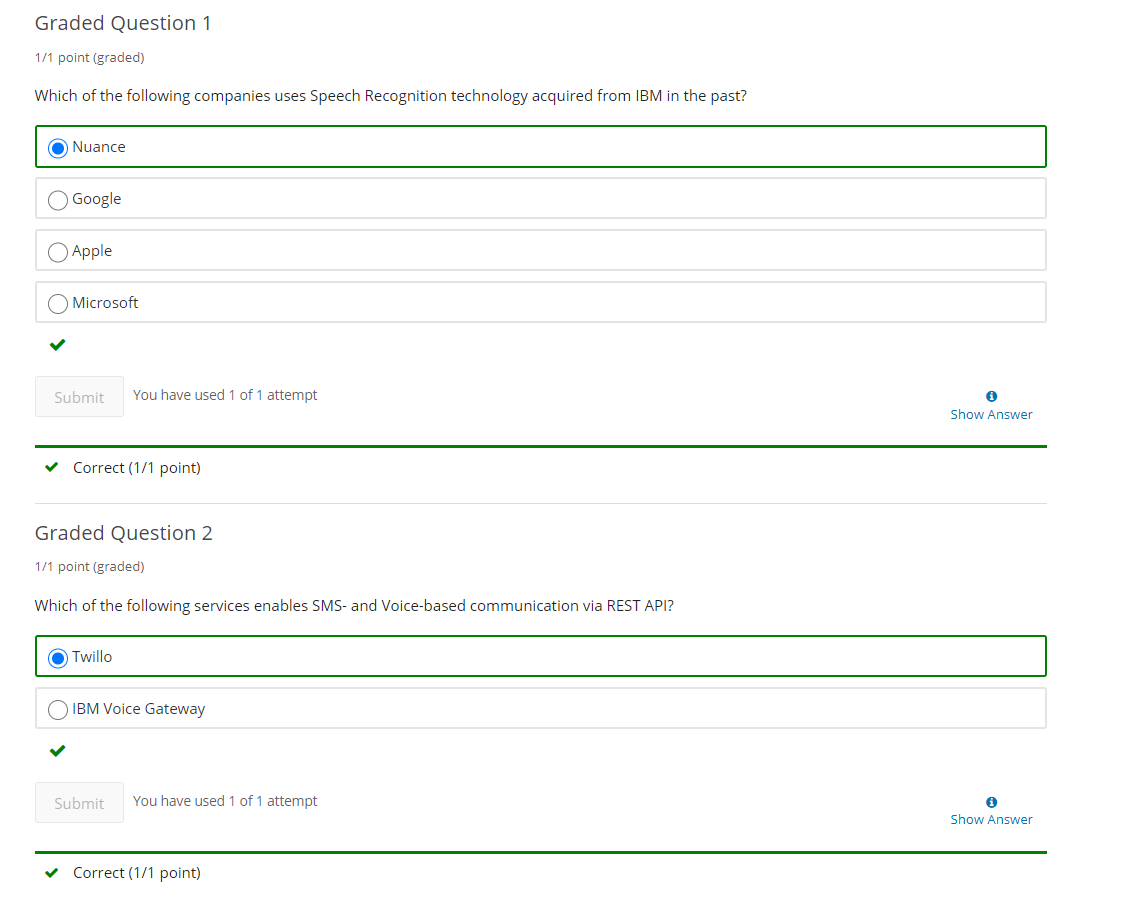 Graded Question 1
1/1 point (graded)
Which of the following companies uses Speech Recognition technology acquired from IBM in the past?
Nuance
Google
Apple
Microsoft
Submit You have used 1 of 1 attempt
Show Answer
Correct (1/1 point)
Graded Question 2
1/1 point (graded)
Which of the following services enables SMS- and Voice-based communication via REST API?
Twillo
IBM Voice Gateway
Submit You have used 1 of 1 attempt
Show Answer
Correct (1/1 point)